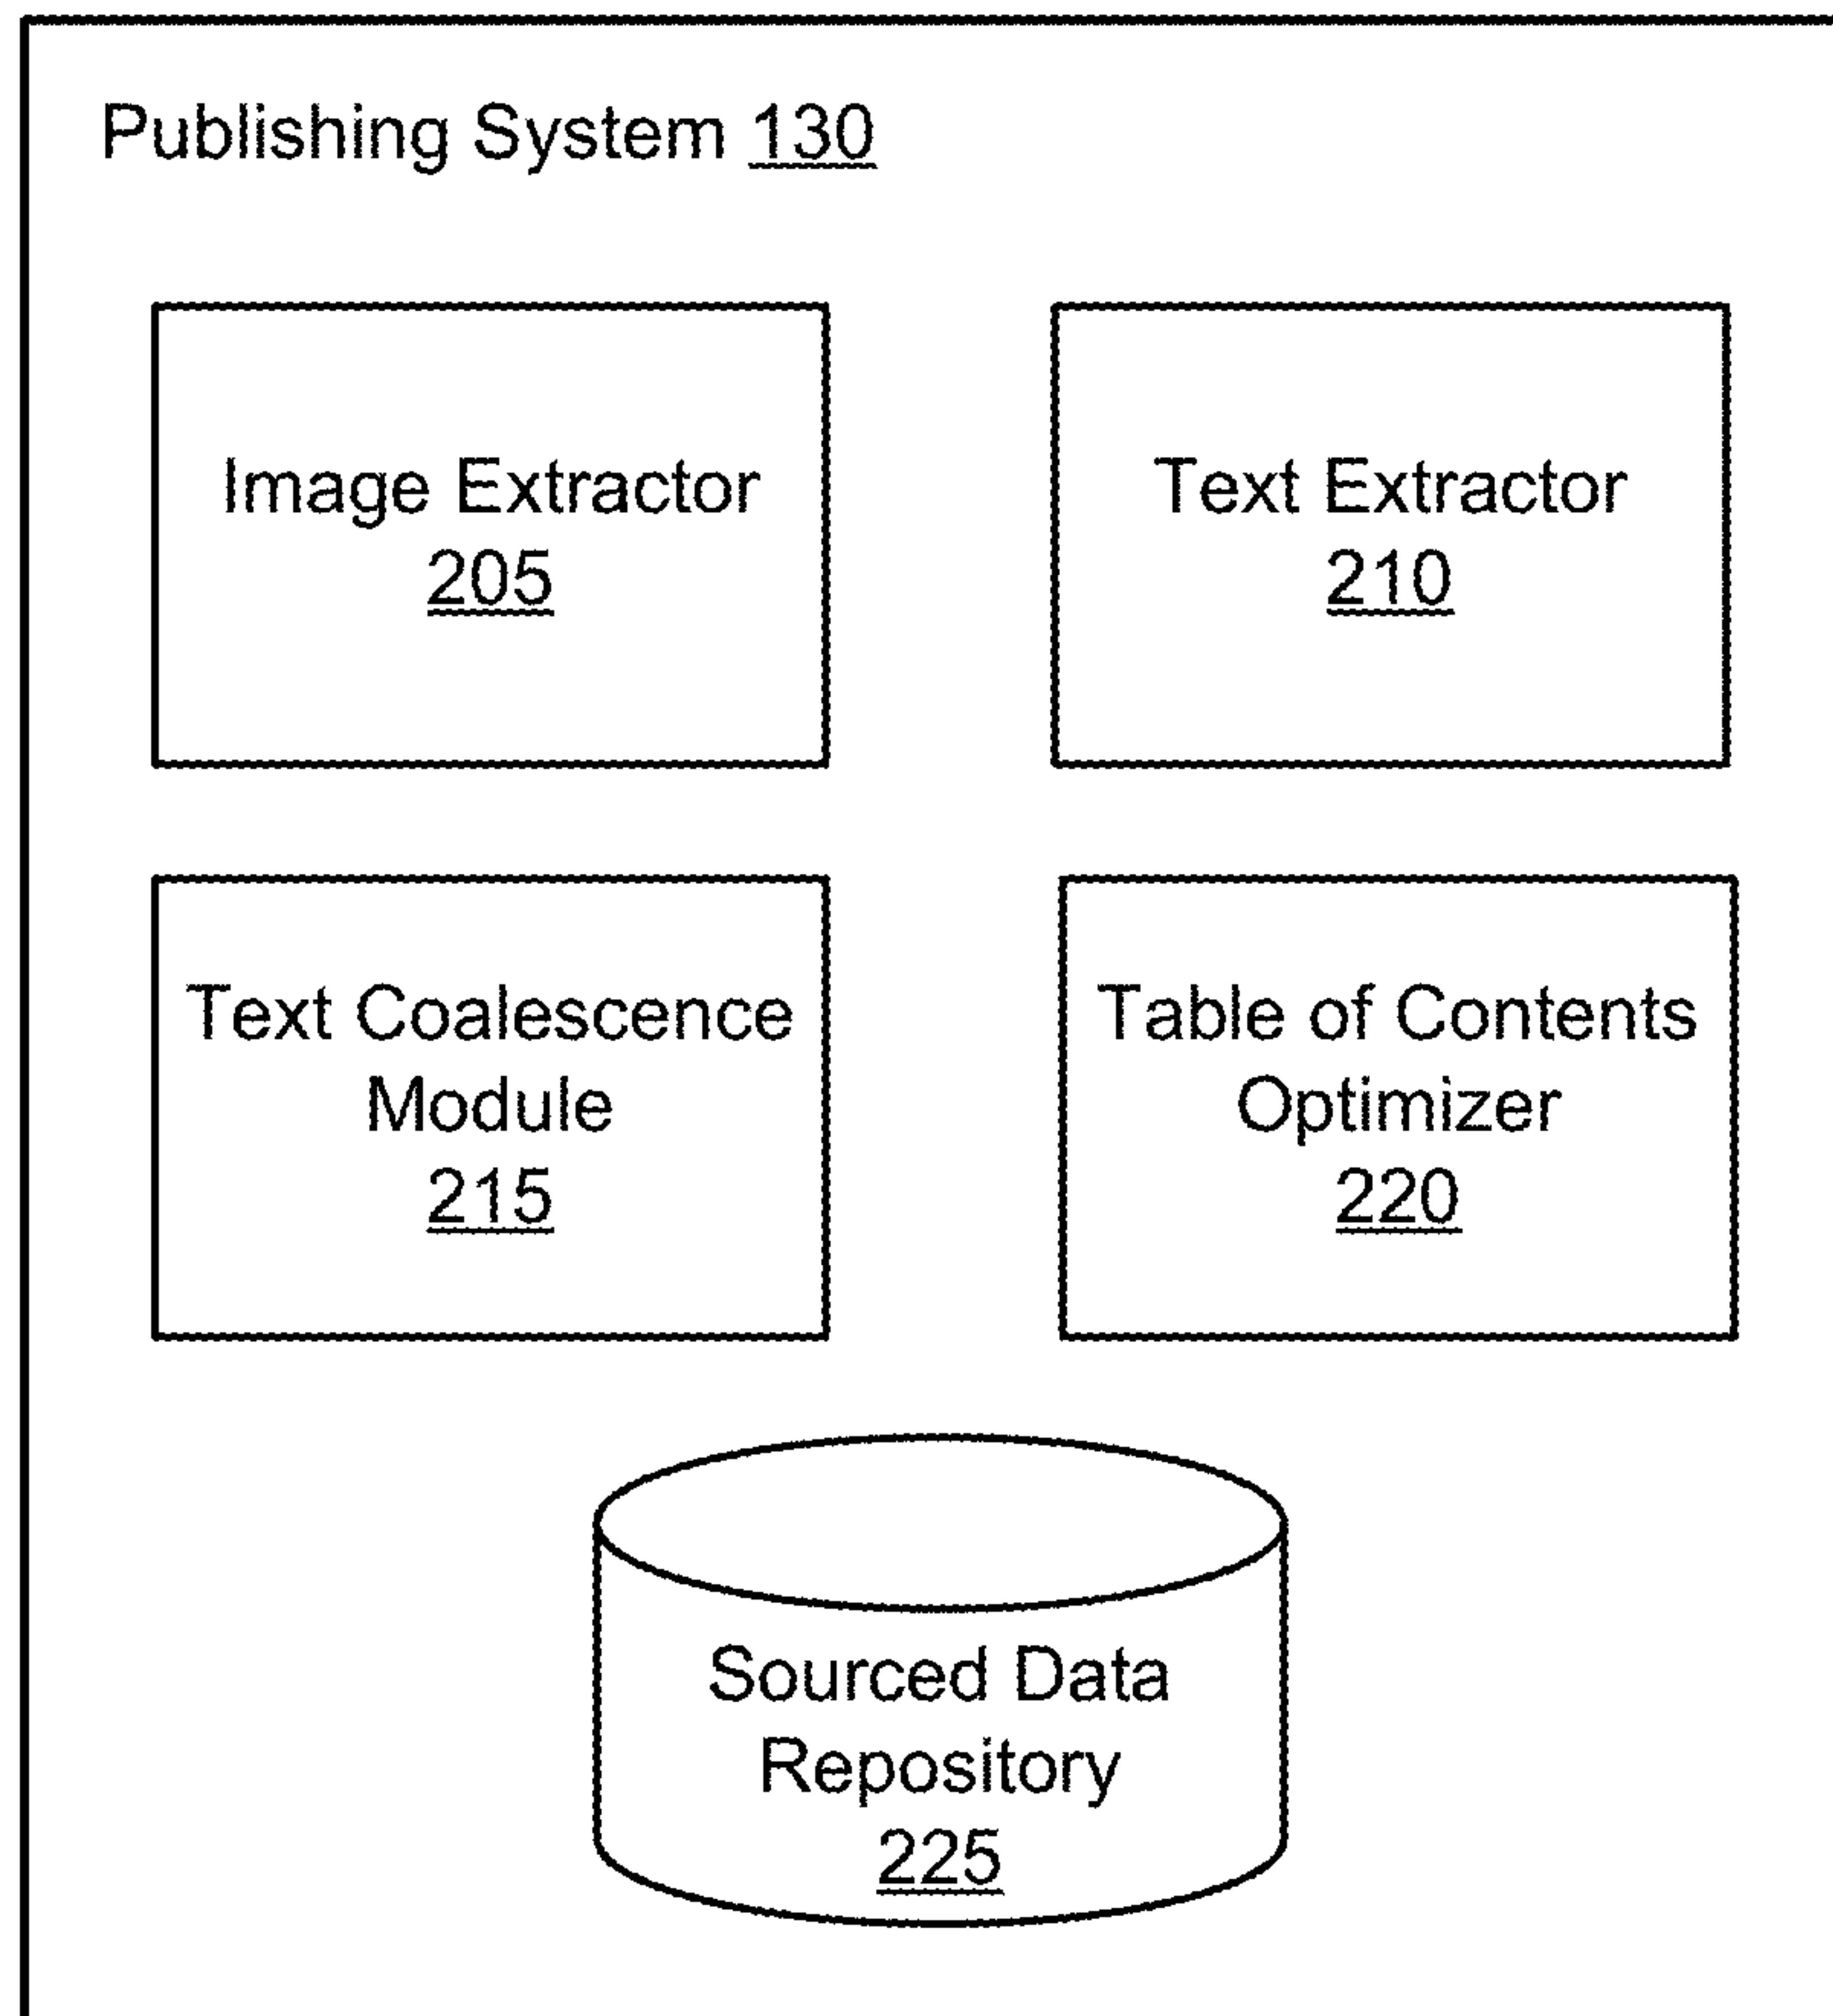 Publishing System 130
Image Extractor
205
Text Extractor
210
Text Coalescence
Module
215
Table of Contents
Optimizer
220
Sourced Data
Repository
225